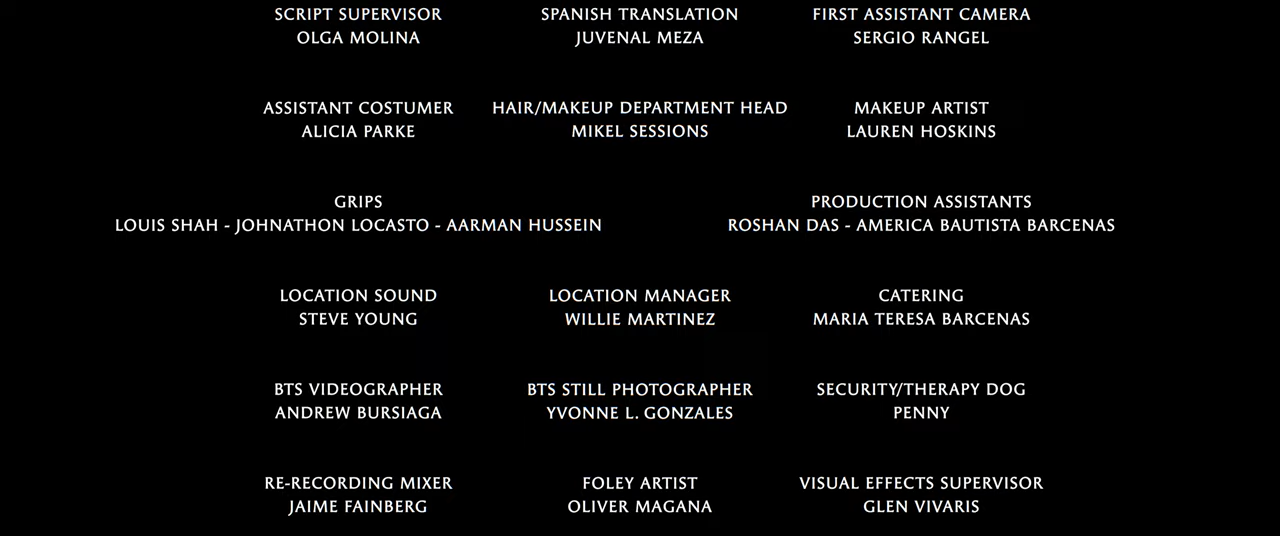 SCRIPT SUPERVISOR
OLGA MOLINA
SPANISH TRANSLATION
JUVENAL MEZA
FIRST ASSISTANT CAMERA
SERGIO RANGEL
ASSISTANT COSTUMER
ALICIA PARKE
HAIR/MAKEUP DEPARTMENT HEAD
MIKEL SESSIONS
MAKEUP ARTIST
LAUREN HOSKINS
GRIPS
LOUIS SHAH - JOHNATHON LOCASTO - AARMAN HUSSEIN
PRODUCTION ASSISTANTS
ROSHAN DAS - AMERICA BAUTISTA BARCENAS
LOCATION SOUND
STEVE YOUNG
LOCATION MANAGER
WILLIE MARTINEZ
CATERING
MARIA TERESA BARCENAS
BTS VIDEOGRAPHER
ANDREW BURSIAGA
BTS STILL PHOTOGRAPHER
YVONNE L. GONZALES
SECURITY/THERAPY DOG
PENNY
RE-RECORDING MIXER
JAIME FAINBERG
FOLEY ARTIST
OLIVER MAGANA
VISUAL EFFECTS SUPERVISOR
GLEN VIVARIS